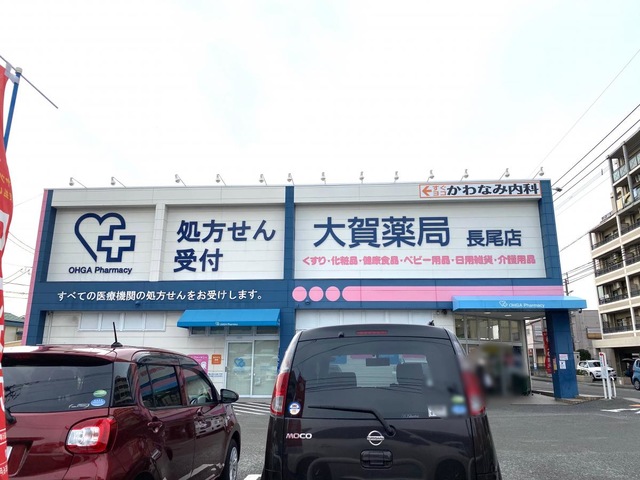 すぐ裏
かわなみ内科
処方せん
受付
大賀薬局 長尾店
くすり・化粧品・健康食品・ベビー用品・日用雑貨・介護用品
OHGA Pharmacy
すべての医療機関の処方せんをお受けします。
OHGA Pharmacy
MOCO